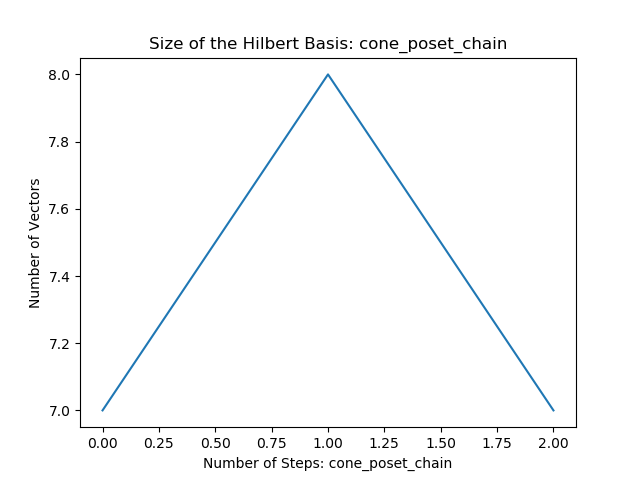 Size of the Hilbert Basis: cone_poset_chain
8.0
7.8
7.6
7.4
7.2
7.0
Number of Vectors
0.00 0.25 0.50 0.75 1.00 1.25 1.50 1.75 2.00
Number of Steps: cone_poset_chain